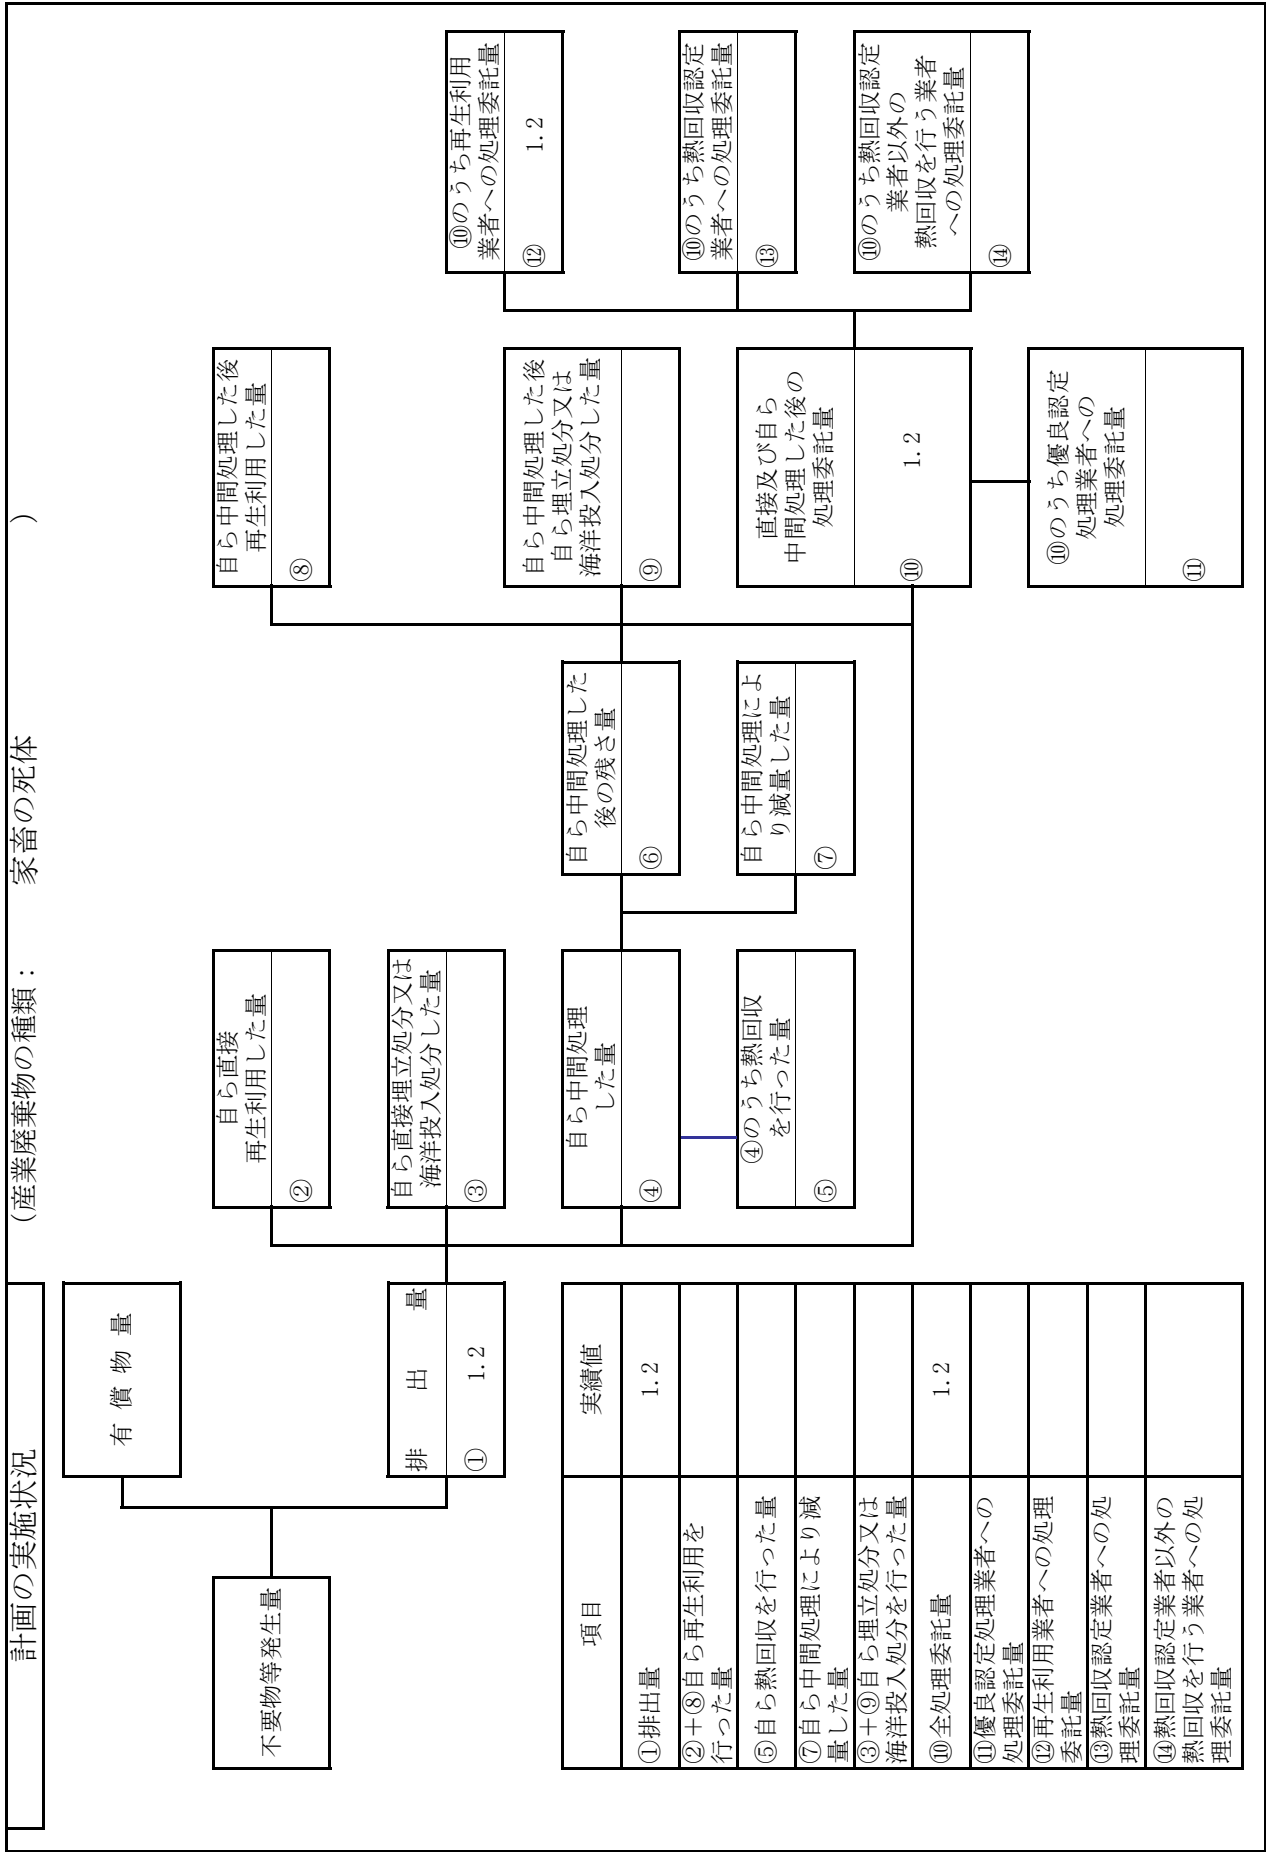 計画の実施状況
(産業廃棄物の種類: 家畜の死体 )
不要物等発生量
有償物量
排出量
① 1.2
自ら直接
再生利用した量
②
自ら直接埋立処分又は
海洋投入処分した量
③
自ら中間処理
した量
④
④のうち熱回収
を行った量
⑤
自ら中間処理した
後の残さ量
⑥
自ら中間処理によ
り減量した量
⑦
自ら中間処理した後
再生利用した量
⑧
自ら中間処理した後
自ら埋立処分又は
海洋投入処分した量
⑨
直接及び自ら
中間処理した後の
処理委託量
⑩ 1.2
⑩のうち優良認定
処理業者への
処理委託量
⑪
⑩のうち再生利用
業者への処理委託量
⑫ 1.2
⑩のうち熱回収認定
業者への処理委託量
⑬
⑩のうち熱回収認定
業者以外の
熱回収を行う業者
への処理委託量
⑭
項目 実績値
①排出量 1.2
②+⑧自ら再生利用を
行った量
⑤自ら熱回収を行った量
⑦自ら中間処理により減
量した量
③+⑨自ら埋立処分又は
海洋投入処分を行った量
⑩全処理委託量 1.2
⑪優良認定処理業者への
処理委託量
⑫再生利用業者への処理
委託量
⑬熱回収認定業者への処
理委託量
⑭熱回収認定業者以外の
熱回収を行う業者への処
理委託量